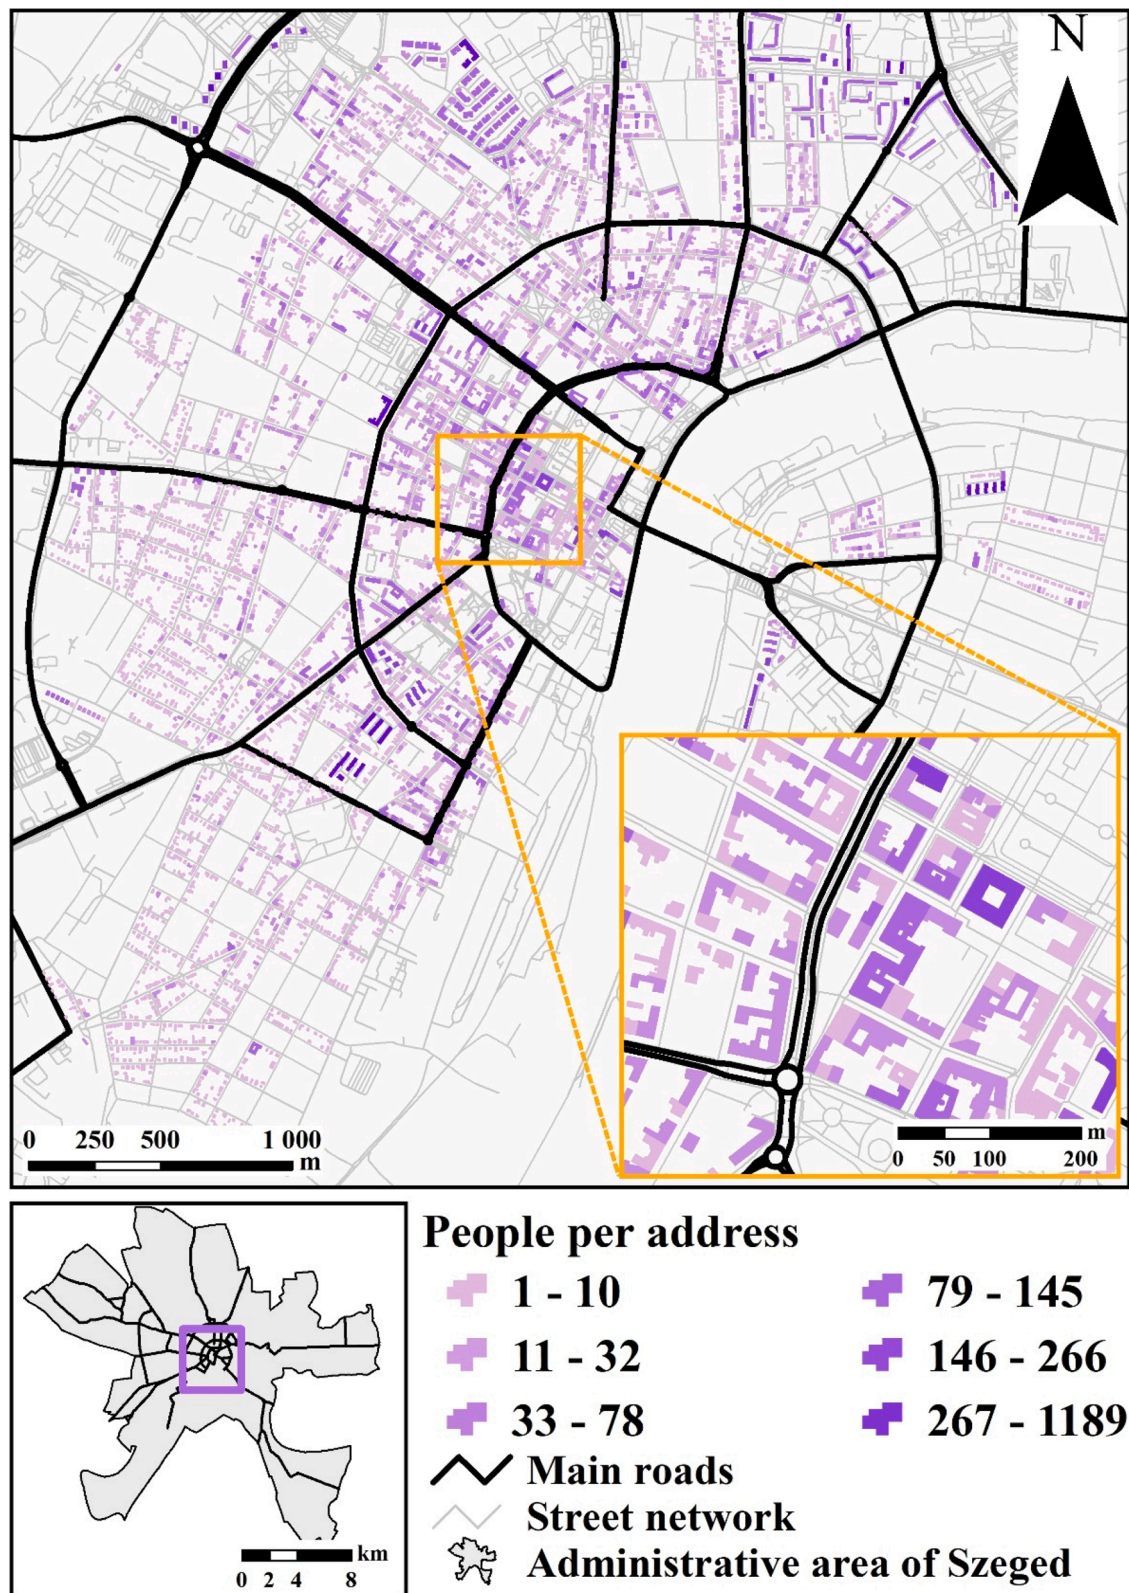 N
0 250 500 1 000
m
m
0 50 100 200
People per address
1 - 10
11 - 32
33 - 78
79 - 145
146 - 266
267 - 1189
Main roads
Street network
Administrative area of Szeged
km
0 2 4 8